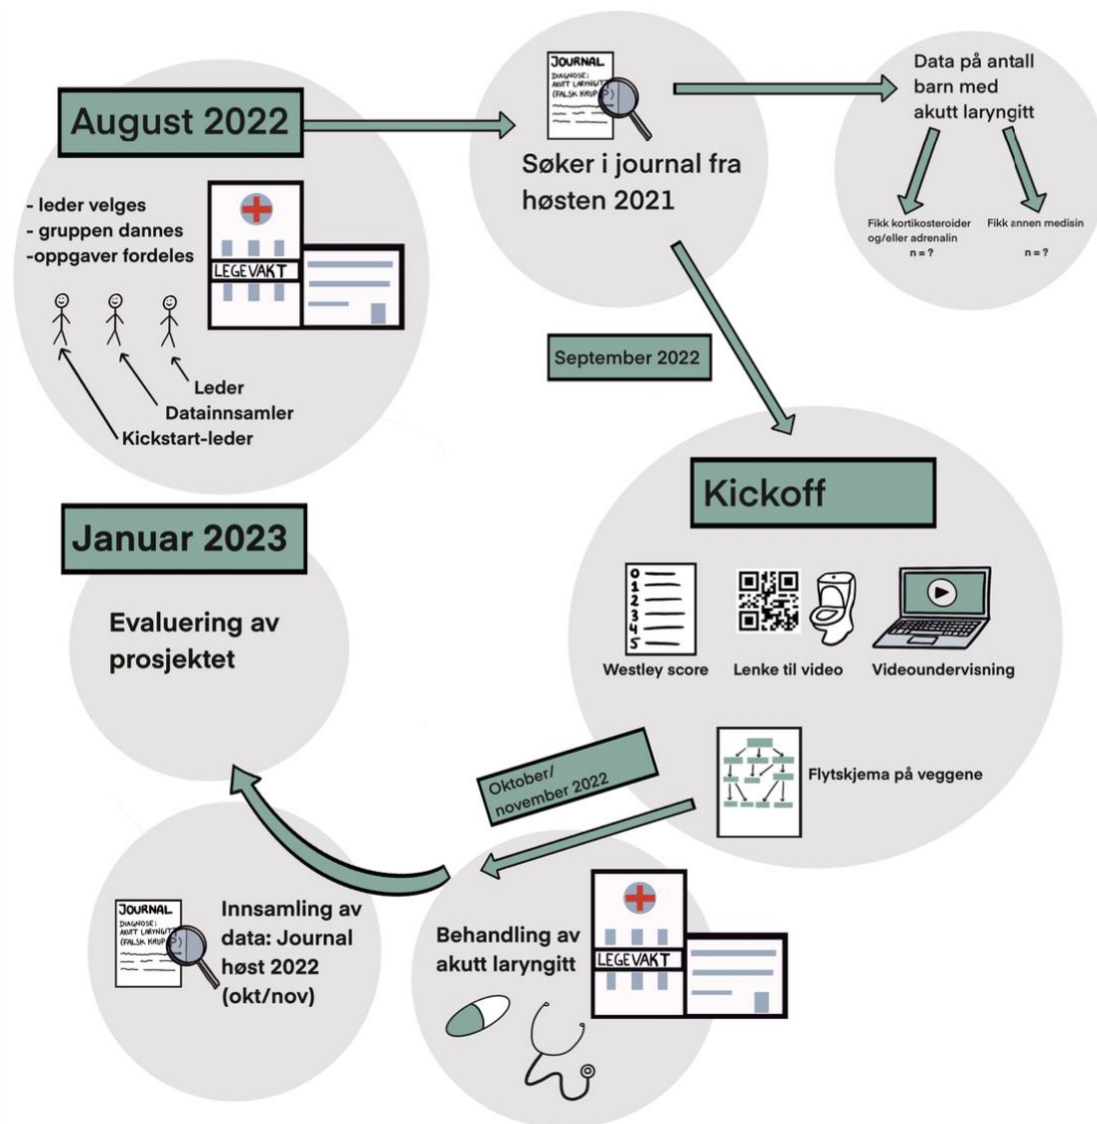 August 2022
- leder velges
- gruppen dannes
-oppgaver fordeles
LEGEVAKT
Leder
Datainnsamler
Kickstart-leder
JOURNAL
DIAGNOSE:
AKUTT LARYNGITT
(FALSK KRUPP)
Søker i journal fra
høsten 2021
Data på antall
barn med
akutt laryngitt
Fikk kortikosteroider
og/eller adrenalin
n = ?
Fikk annen medisin
n = ?
September 2022
Kickoff
0
1
2
3
4
5
Westley score
Lenke til video
Videoundervisning
Flytskjema på veggene
Oktober/
november 2022
Behandling av
akutt laryngitt
LEGEVAKT
JOURNAL
DIAGNOSE:
AKUTT LARYNGITT
(FALSK KRUPP)
Innsamling av
data: Journal
høst 2022
(okt/nov)
Januar 2023
Evaluering av
prosjektet